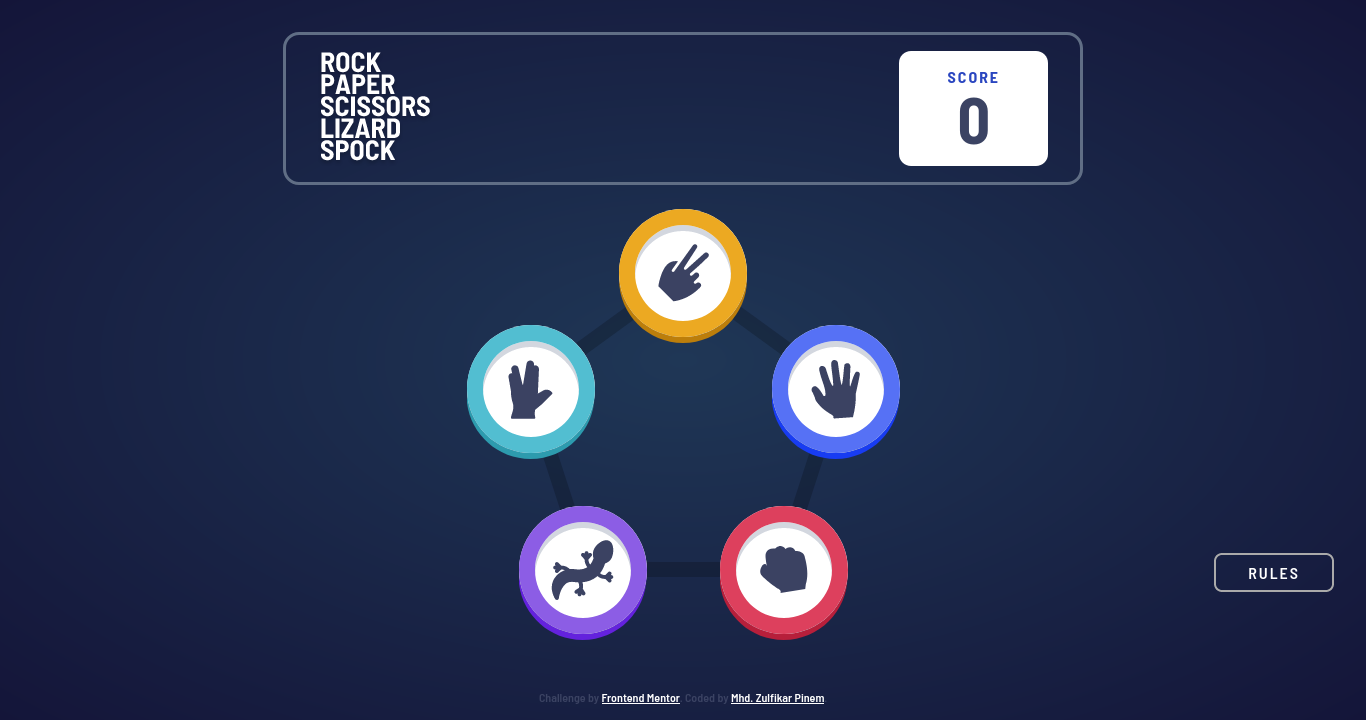 ROCK
PAPER
SCISSORS
LIZARD
SPOCK
SCORE
0
RULES
Challenge by Frontend Mentor. Coded by Mhd. Zulfikar Pinem.